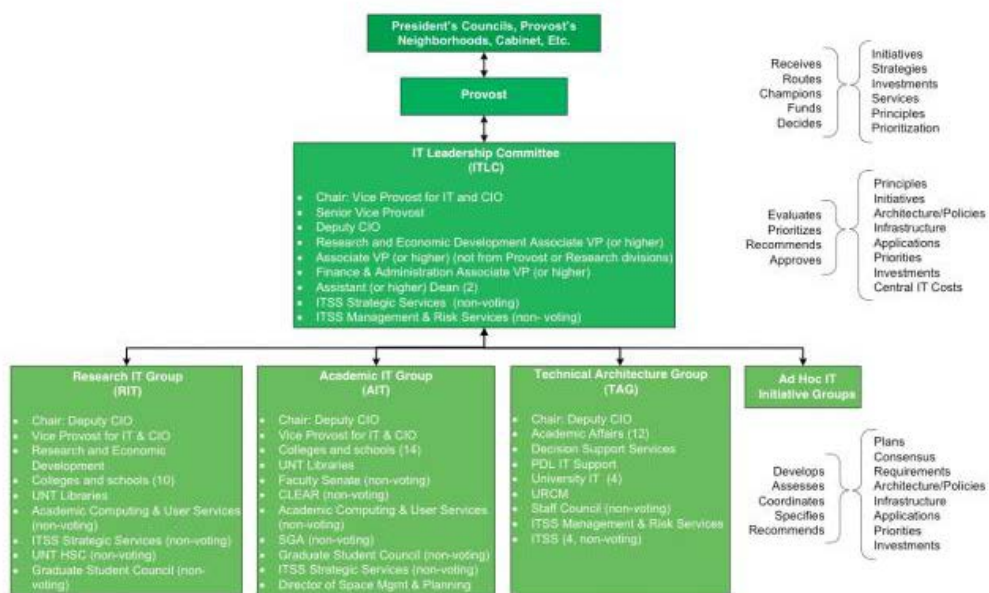 President's Councils, Provost's
Neighborhoods, Cabinet, Etc.
Provost
Receives
Routes
Champions
Funds
Decides
Initiatives
Strategies
Investments
Services
Principles
Prioritization
IT Leadership Committee
(ITLC)
• Chair: Vice Provost for IT and CIO
• Senior Vice Provost
• Deputy CIO
• Research and Economic Development Associate VP (or higher)
• Associate VP (or higher) (not from Provost or Research divisions)
• Finance & Administration Associate VP (or higher)
• Assistant (or higher) Dean (2)
• ITSS Strategic Services (non-voting)
• ITSS Management & Risk Services (non- voting)
Evaluates
Prioritizes
Recommends
Approves
Principles
Initiatives
Architecture/Policies
Infrastructure
Applications
Priorities
Investments
Central IT Costs
Research IT Group
(RIT)
• Chair: Deputy CIO
• Vice Provost for IT & CIO
• Research and Economic
Development
• Colleges and schools (10)
• UNT Libraries
• Academic Computing & User Services
(non-voting)
• ITSS Strategic Services (non-voting)
• UNT HSC (non-voting)
• Graduate Student Council (non-
voting)
Academic IT Group
(AIT)
• Chair: Deputy CIO
• Vice Provost for IT & CIO
• Colleges and schools (14)
• UNT Libraries
• Faculty Senate (non-voting)
• CLEAR (non-voting)
• Academic Computing & User Services
(non-voting)
• SGA (non-voting)
• Graduate Student Council (non-voting)
• ITSS Strategic Services (non-voting)
• Director of Space Mgmt & Planning
Technical Architecture Group
(TAG)
• Chair: Deputy CIO
• Academic Affairs (12)
• Decision Support Services
• PDL IT Support
• University IT (4)
• URCM
• Staff Council (non-voting)
• ITSS Management & Risk Services
• ITSS (4, non-voting)
Ad Hoc IT
Initiative Groups
Develops
Assesses
Coordinates
Specifies
Recommends
Plans
Consensus
Requirements
Architecture/Policies
Infrastructure
Applications
Priorities
Investments